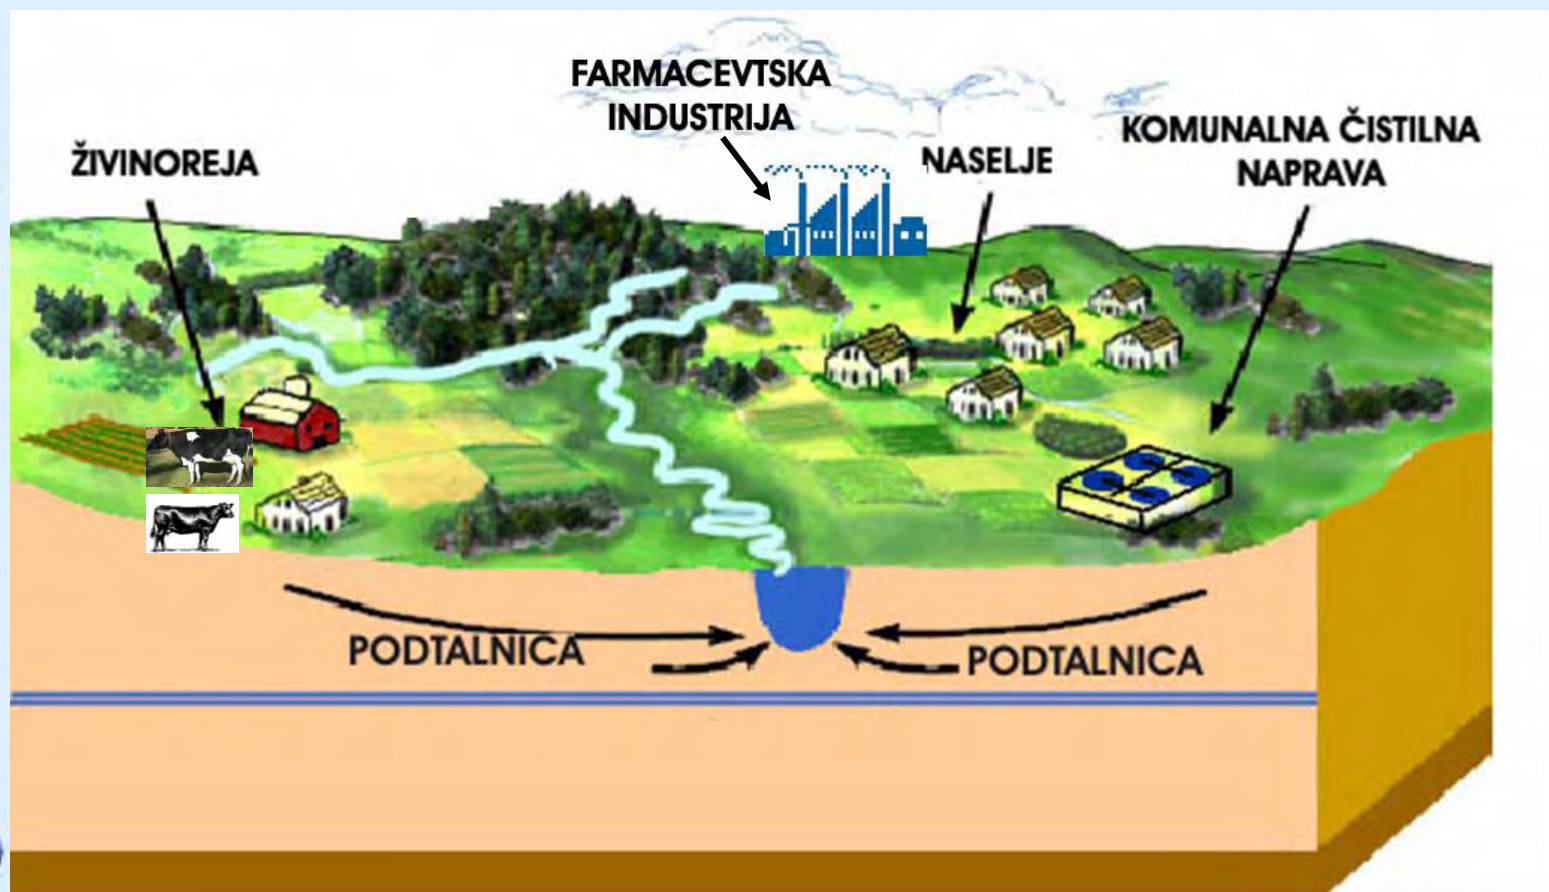 FARMACEVTSKA
INDUSTRIJA
ŽIVINOREJA
NASELJE
KOMUNALNA ČISTILNA
NAPRAVA
PODTALNICA
PODTALNICA